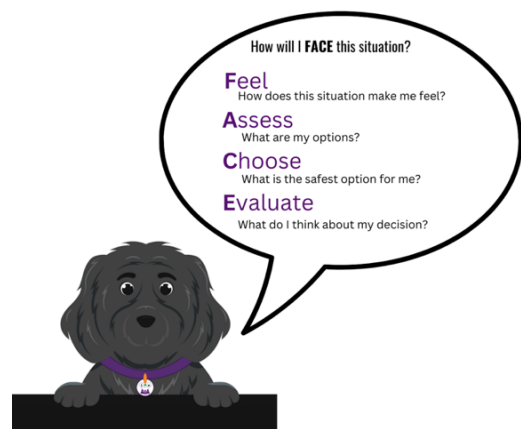 How will I FACE this situation?
Feel
How does this situation make me feel?
Assess
What are my options?
Choose
What is the safest option for me?
Evaluate
What do I think about my decision?